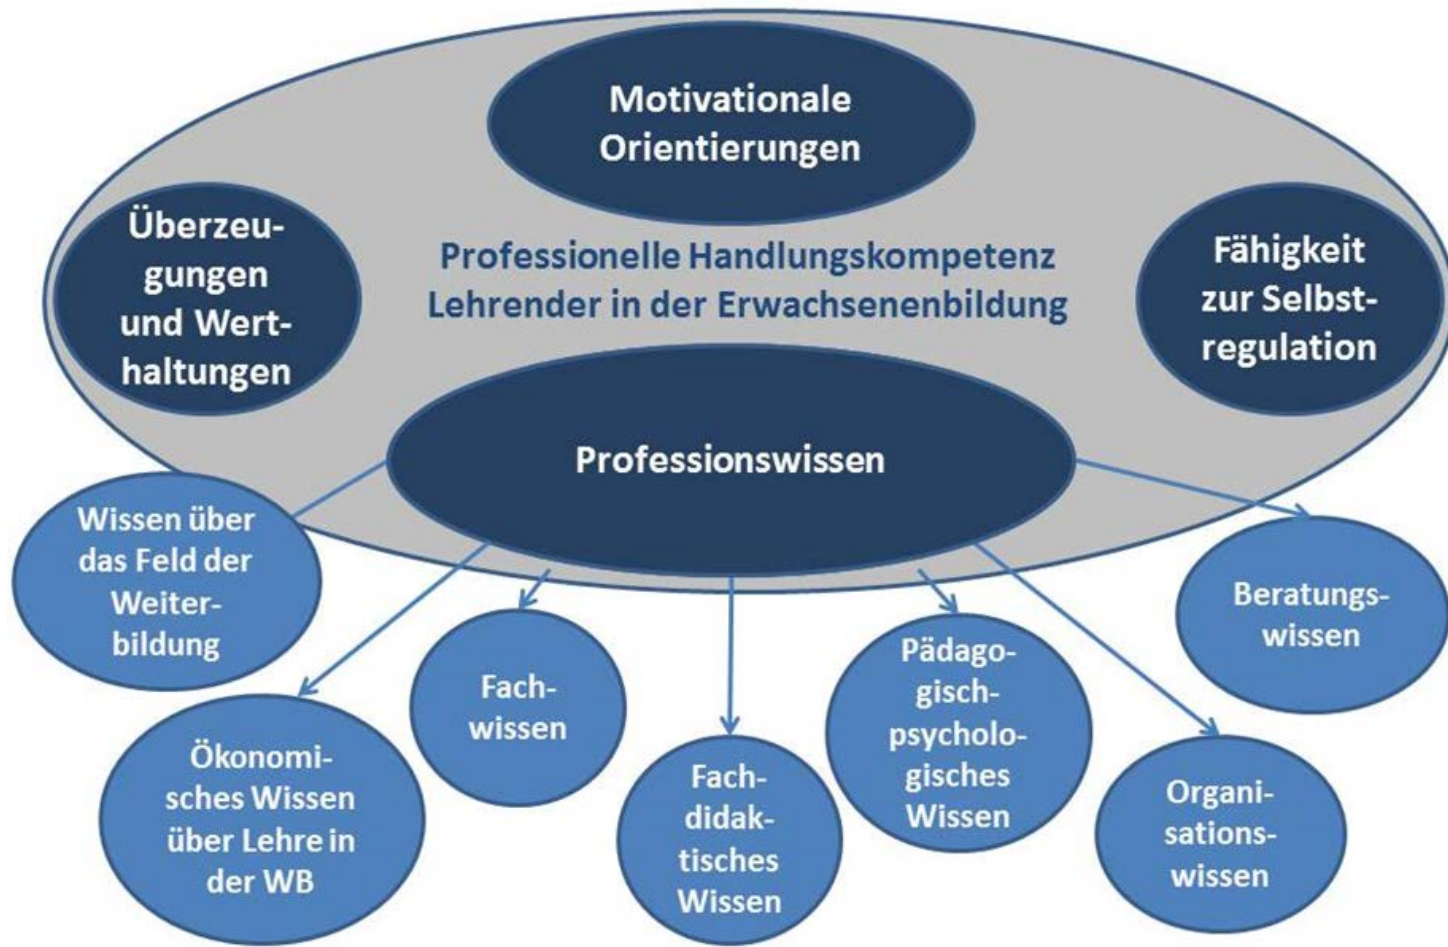 Motivationale
Orientierungen
Überzeu-
gungen
und Wert-
haltungen
Professionelle Handlungskompetenz
Lehrender in der Erwachsenenbildung
Fähigkeit
zur Selbst-
regulation
Professionswissen
Wissen über
das Feld der
Weiter-
bildung
Ökonomi-
sches Wissen
über Lehre in
der WB
Fach-
wissen
Fach-
didak-
tisches
Wissen
Pädago-
gisch-
psycholo-
gisches
Wissen
Organi-
sations-
wissen
Beratungs-
wissen